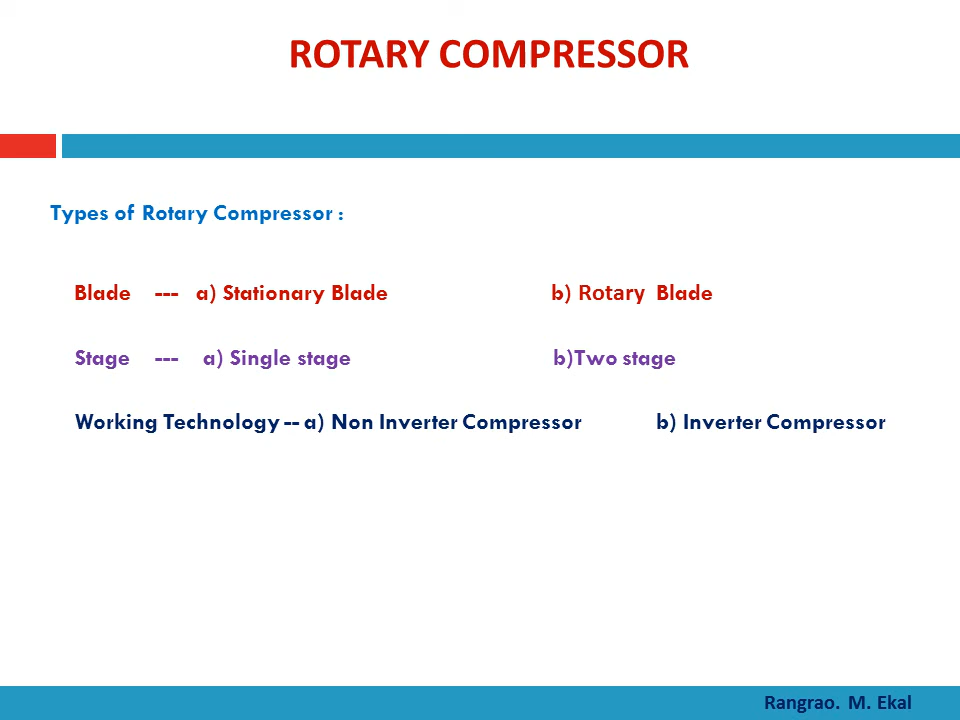 ROTARY COMPRESSOR
Types of Rotary Compressor :
Blade --- a) Stationary Blade b) Rotary Blade
Stage --- a) Single stage b)Two stage
Working Technology -- a) Non Inverter Compressor b) Inverter Compressor
Rangrao. M. Ekal